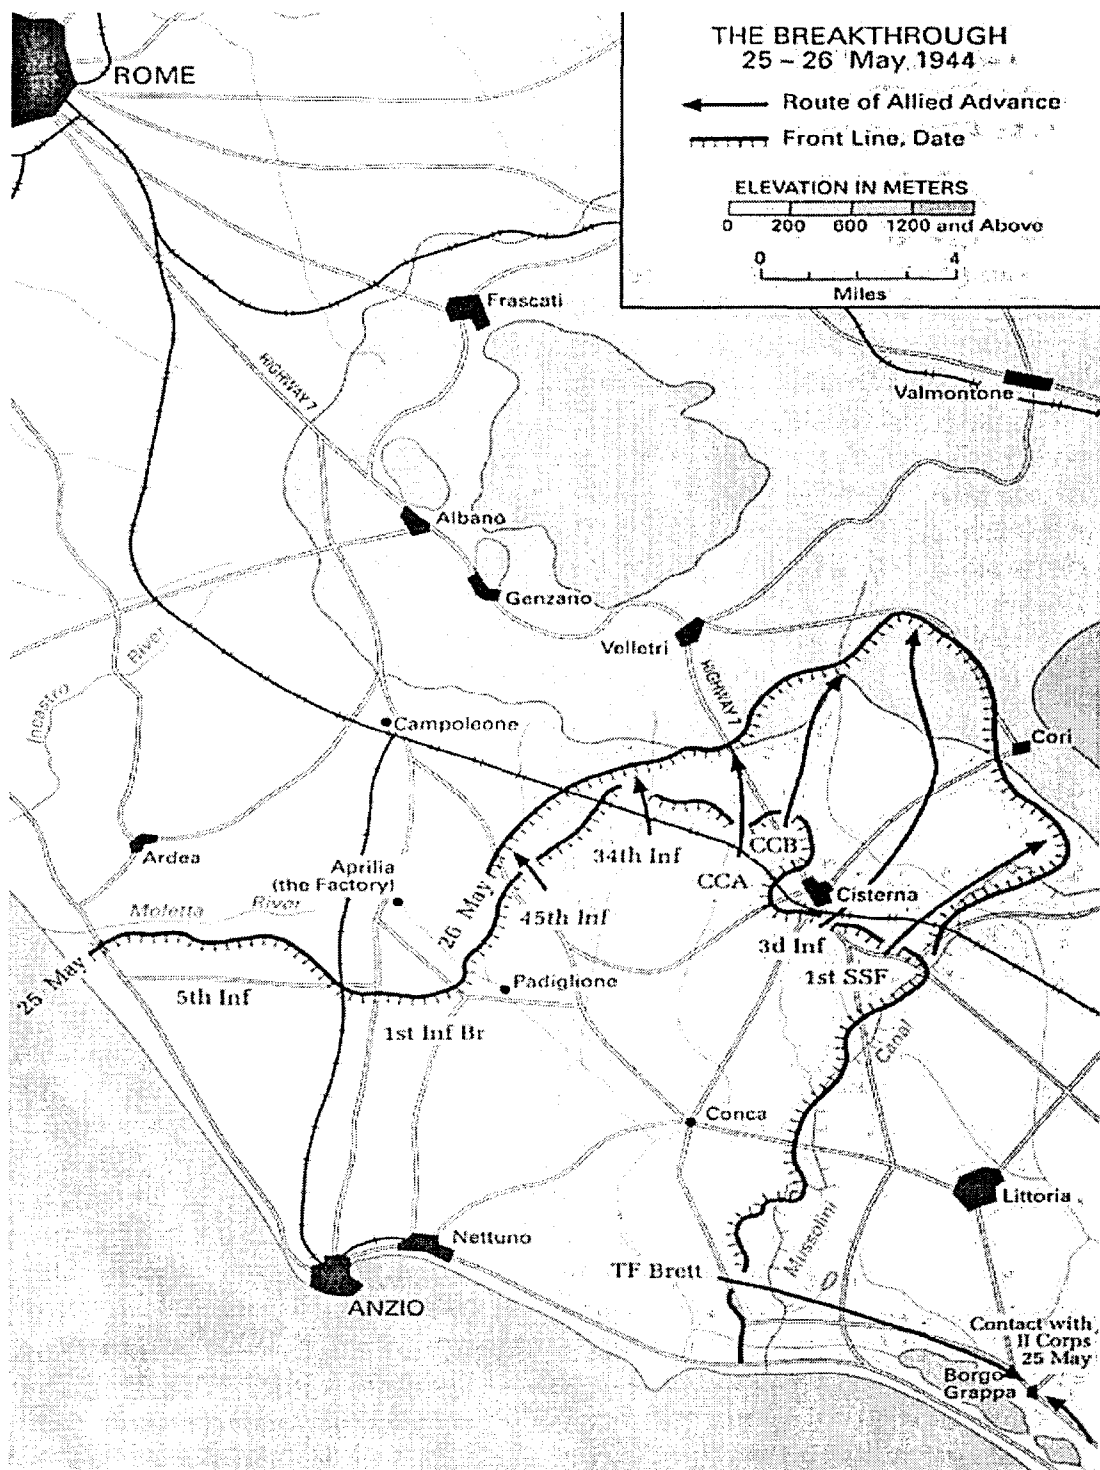 THE BREAKTHROUGH
25 – 26 May 1944
Route of Allied Advance
Front Line, Date
ELEVATION IN METERS
0 200 600 1200 and Above
0 4
Miles
ROME
Frascati
HIGHWAY 7
Valmontone
Albano
Genzano
Velletri
HIGHWAY 7
Incastro
River
Campoleone
Cori
Ardea
34th Inf
CCB
CCA
Cisterna
Aprilia
(the Factory)
Moletta River
26 May
45th Inf
3d Inf
1st SSF
25 May
5th Inf
Padiglione
1st Inf Br
Canal
Conca
Littoria
Mussolini
Nettuno
TF Brett
ANZIO
Contact with
II Corps
25 May
Borgo
Grappa